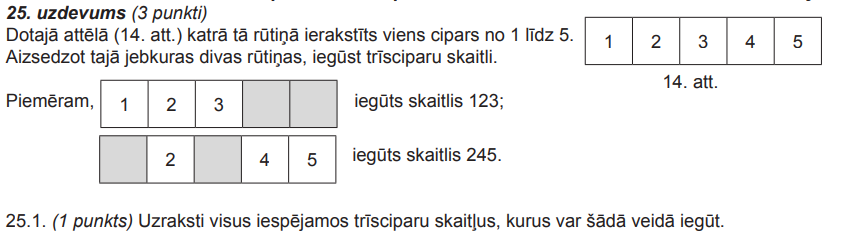 25. uzdevums (3 punkti)
Dotajā attēlā (14. att.) katrā tā rūtiņā ierakstīts viens cipars no 1 līdz 5.
Aizsedzot tajā jebkuras divas rūtiņas, iegūst trīsciparu skaitli.
1 2 3 4 5
14. att.
Piemēram, 1 2 3 iegūts skaitlis 123;
2 4 5 iegūts skaitlis 245.
25.1. (1 punkts) Uzraksti visus iespējamos trīsciparu skaitļus, kurus var šādā veidā iegūt.